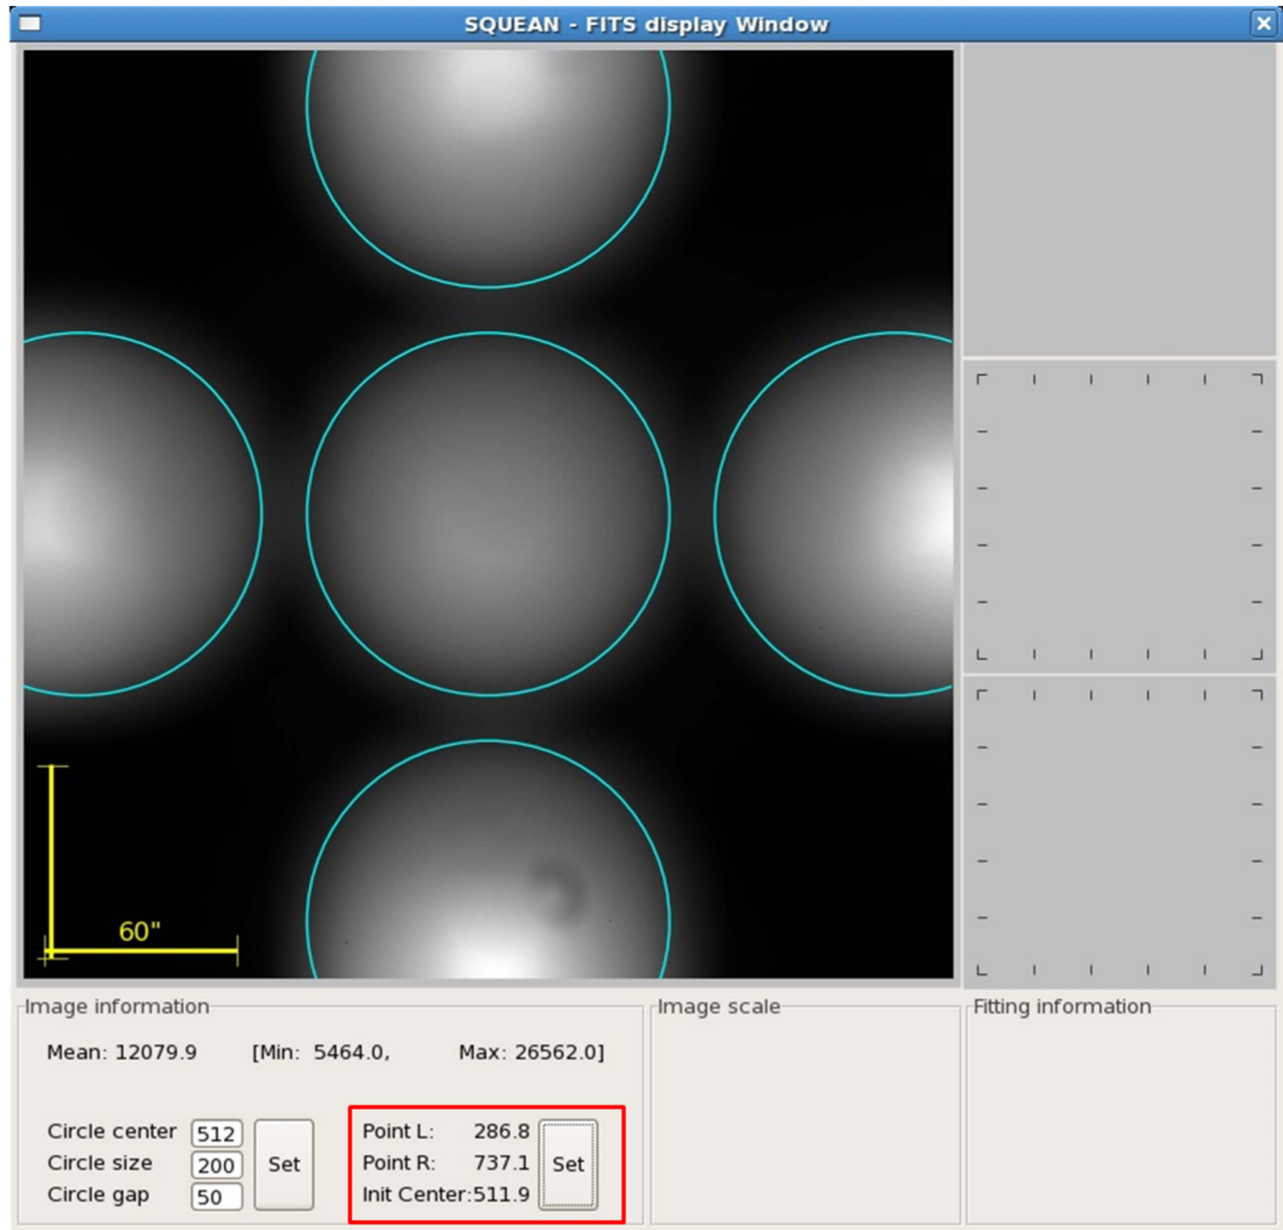 SQUEAN - FITS display Window
60"
Image information
Image scale
Fitting information
Mean: 12079.9 [Min: 5464.0, Max: 26562.0]
Circle center 512
Circle size 200
Circle gap 50
Set
Point L: 286.8
Point R: 737.1
Init Center:511.9
Set